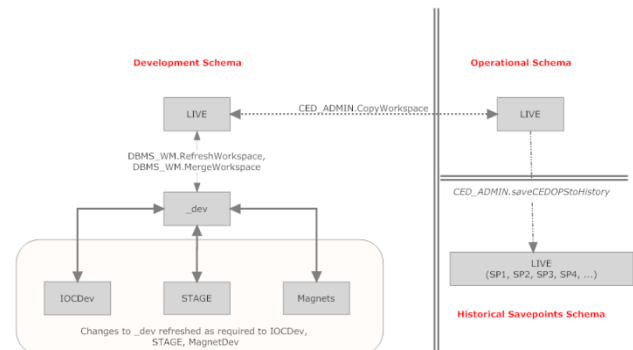 Development Schema
Operational Schema
LIVE
CED_ADMIN.CopyWorkspace
LIVE
DBMS_WM.RefreshWorkspace,
DBMS_WM.MergeWorkspace
CED_ADMIN.saveCEDOPStoHistory
_dev
LIVE
(SP1, SP2, SP3, SP4, ...)
IOCDev
STAGE
Magnets
Historical Savepoints Schema
Changes to _dev refreshed as required to IOCDev,
STAGE, MagnetDev